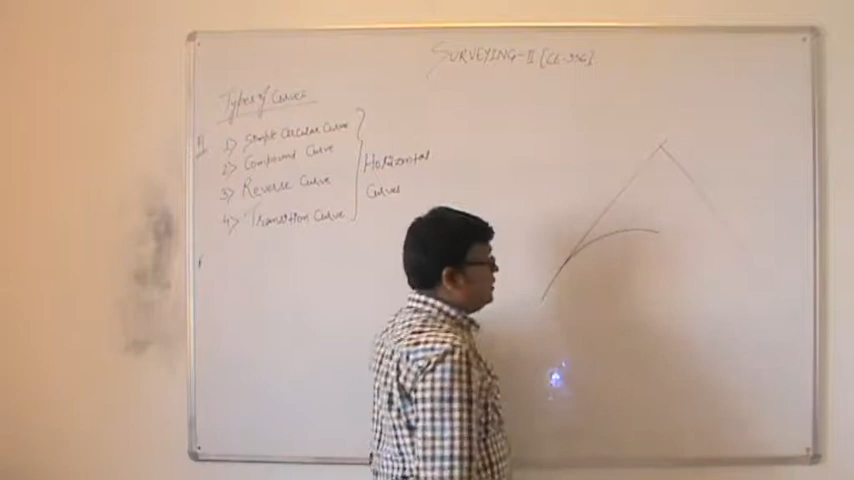 SURVEYING-II [CE-356]
Types of Curves
1) Simple Circular Curve
2) Compound Curve
3) Reverse Curve
4) Transition Curve
Horizontal
Curves